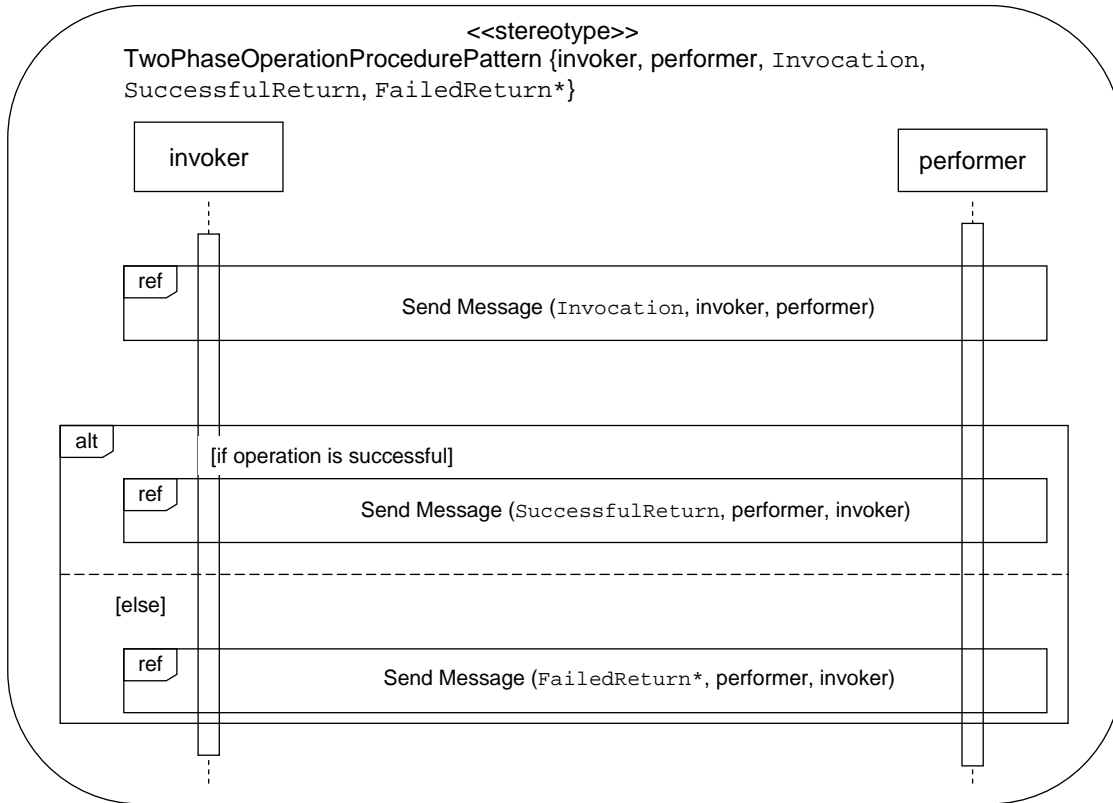 <<stereotype>>
TwoPhaseOperationProcedurePattern {invoker, performer, Invocation,
SuccessfulReturn, FailedReturn*}
invoker
performer
ref
Send Message (Invocation, invoker, performer)
alt
[if operation is successful]
ref
Send Message (SuccessfulReturn, performer, invoker)
[else]
ref
Send Message (FailedReturn*, performer, invoker)